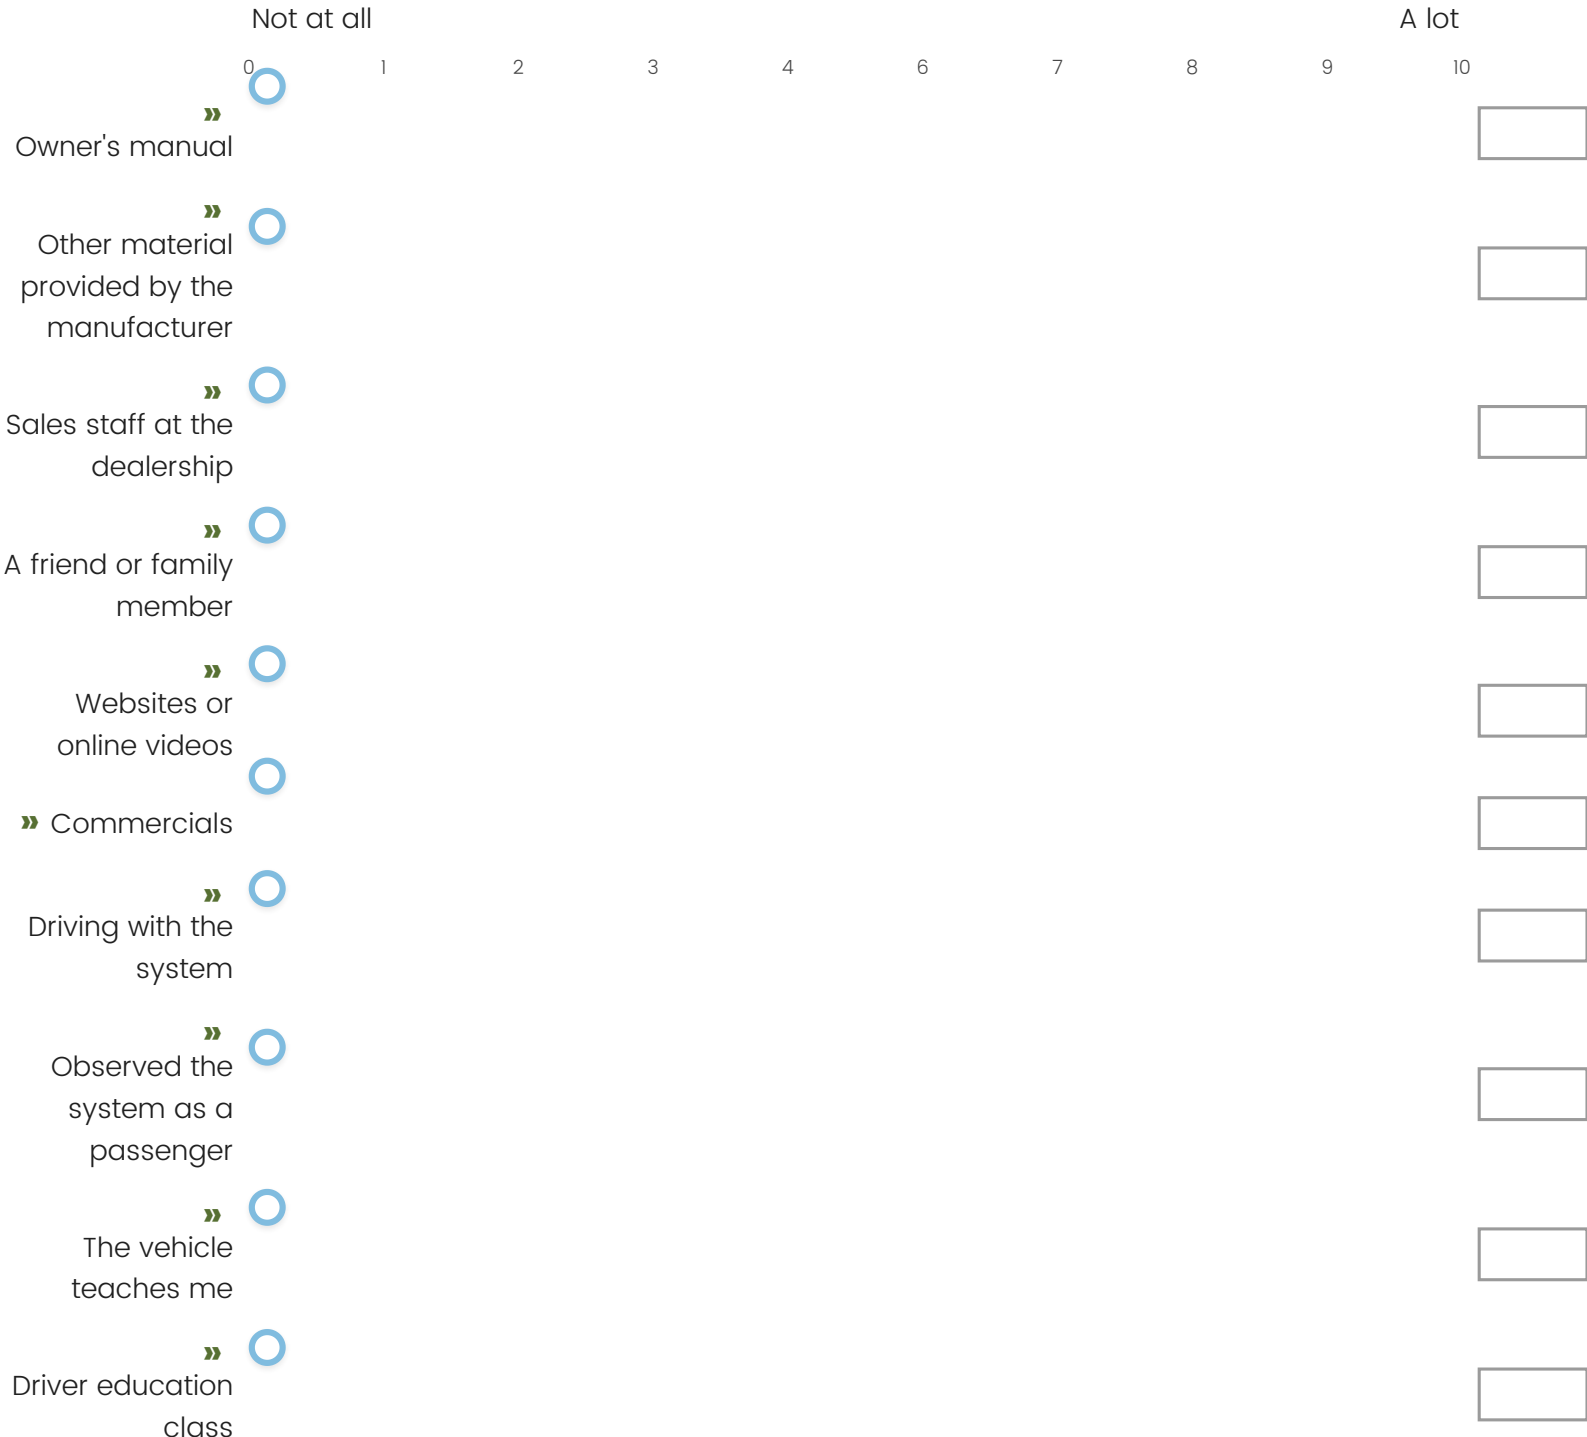 Not at all A lot
0 1 2 3 4 6 7 8 9 10
»
Owner's manual
»
Other material
provided by the
manufacturer
»
Sales staff at the
dealership
»
A friend or family
member
»
Websites or
online videos
» Commercials
»
Driving with the
system
»
Observed the
system as a
passenger
»
The vehicle
teaches me
»
Driver education
class